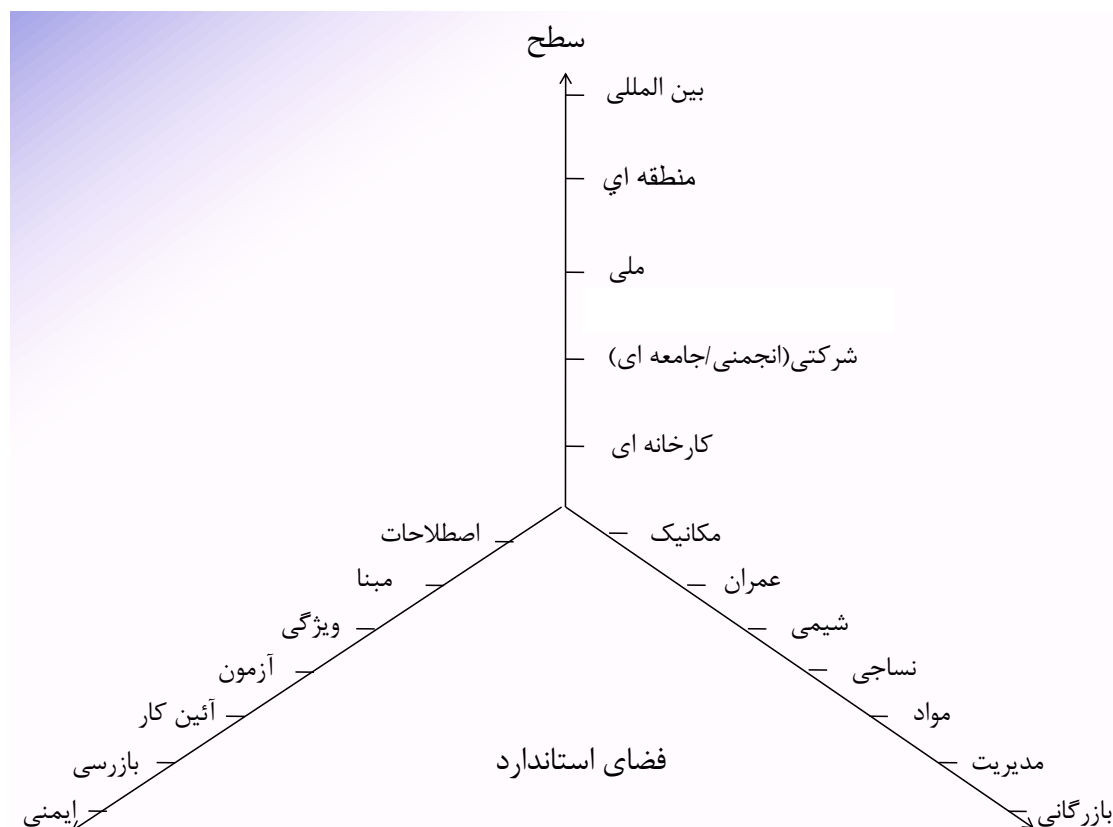 سطح
بین المللی
منطقه اي
ملی
شرکتی(انجمنی/جامعه ای)
کارخانه ای
مکانیک
عمران
شیمی
نساجی
مواد
مدیریت
بازرگانی
اصطلاحات
مبنا
ویژگی
آزمون
آئین کار
بازرسی
ایمنی
فضای استاندارد